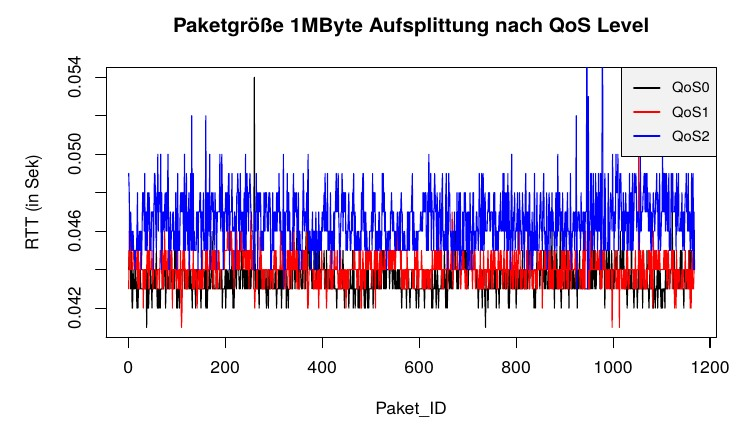 Paketgröße 1MByte Aufsplittung nach QoS Level
RTT (in Sek)
0.054
0.050
0.046
0.042
QoS0
QoS1
QoS2
0 200 400 600 800 1000 1200
Paket_ID